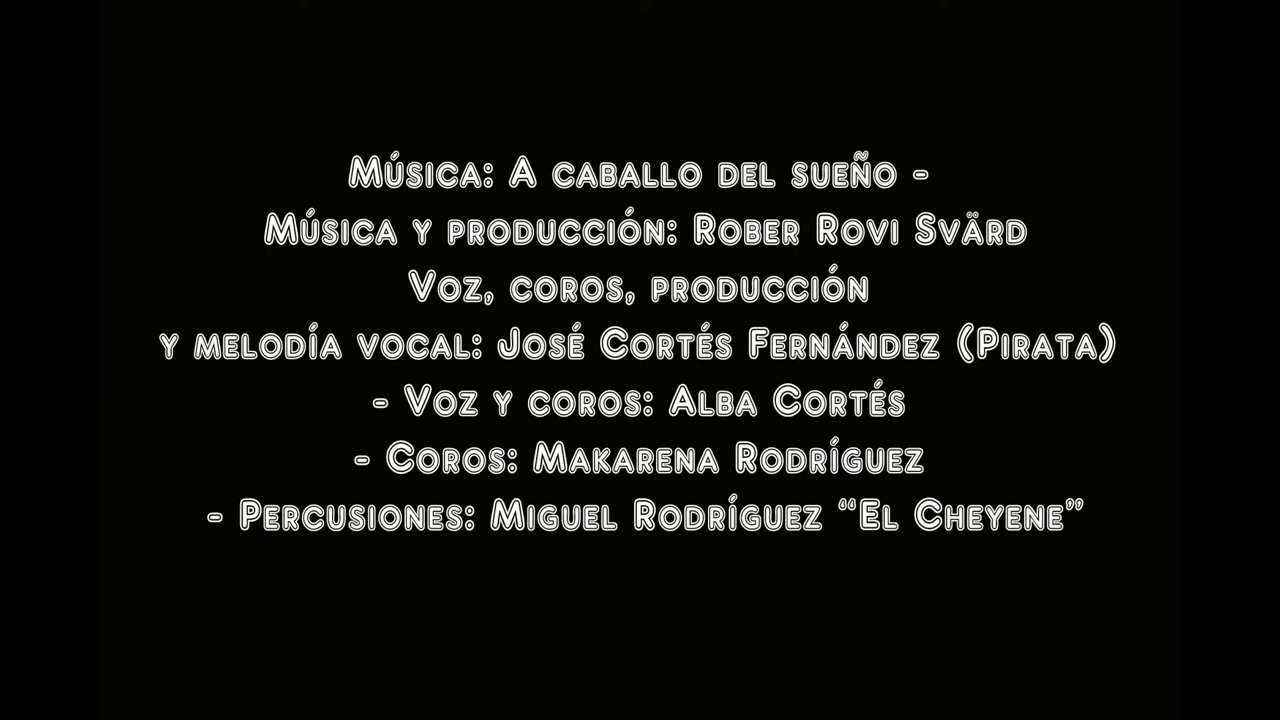 Música: A caballo del sueño -
Música y producción: Rober Rovi Svärd
Voz, coros, producción
y melodía vocal: José Cortés Fernández (Pirata)
- Voz y coros: Alba Cortés
- Coros: Makarena Rodríguez
- Percusiones: Miguel Rodríguez “El Cheyene”